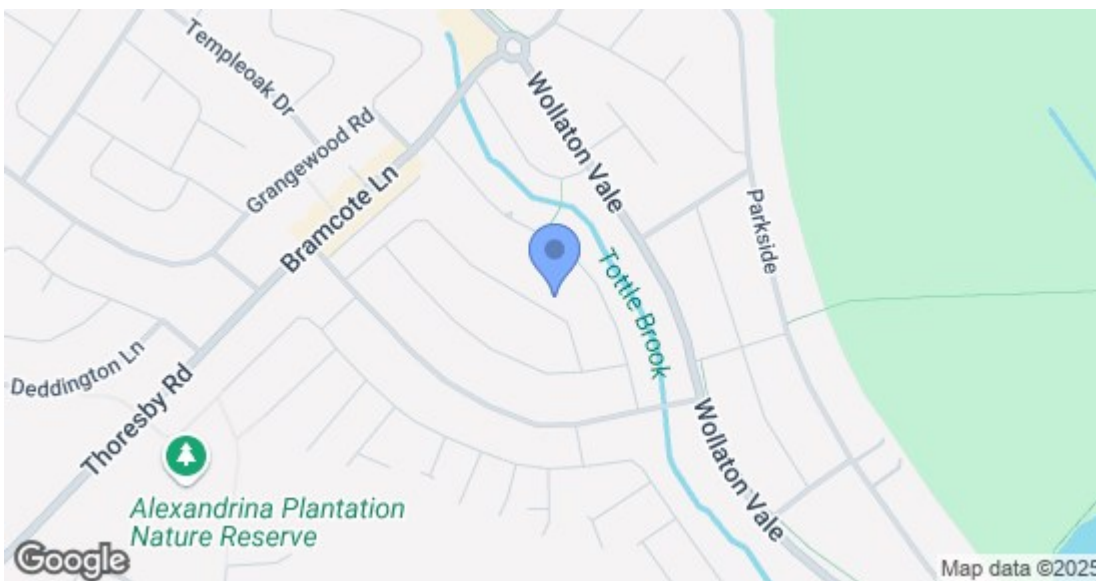 Templeoak Dr
Grangewood Rd
Bramcote Ln
Wollaton Vale
Parkside
Tottle Brook
Deddington Ln
Thoresby Rd
Wollaton Vale
Alexandrina Plantation
Nature Reserve
Google
Map data ©2025